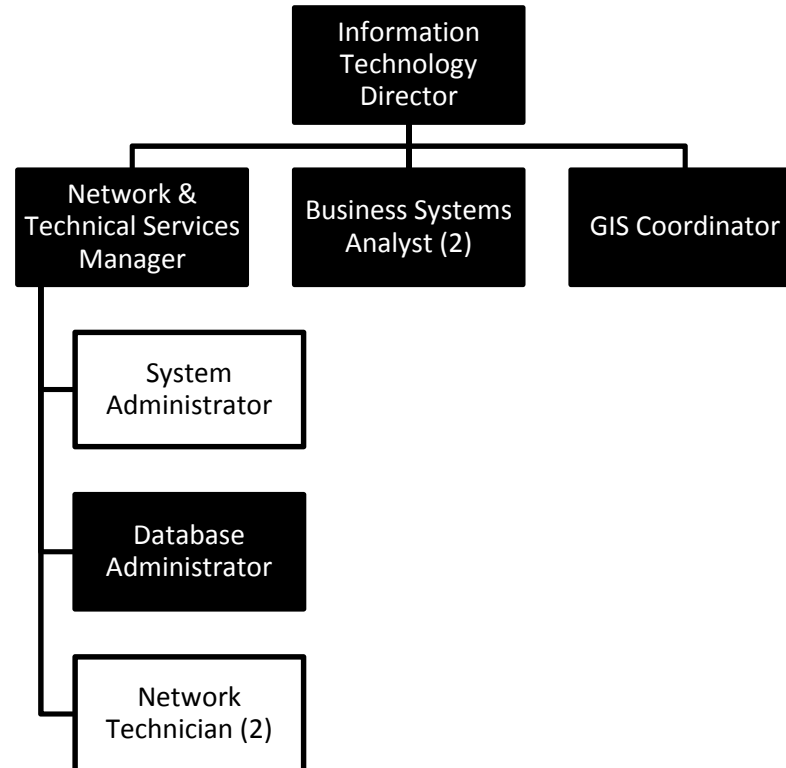 Information
Technology
Director
Network &
Technical Services
Manager
Business Systems
Analyst (2)
GIS Coordinator
System
Administrator
Database
Administrator
Network
Technician (2)